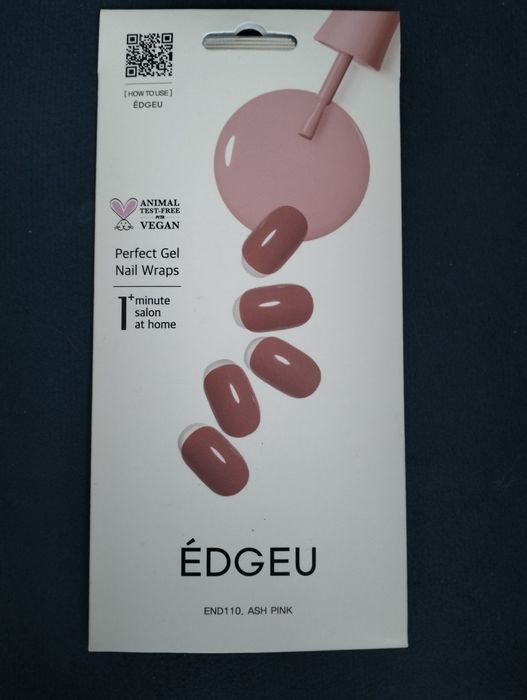 [ HOW TO USE ]
ÉDGEU
ANIMAL
TEST-FREE
PETA
VEGAN
Perfect Gel
Nail Wraps
1+ minute
salon
at home
ÉDGEU
END110, ASH PINK